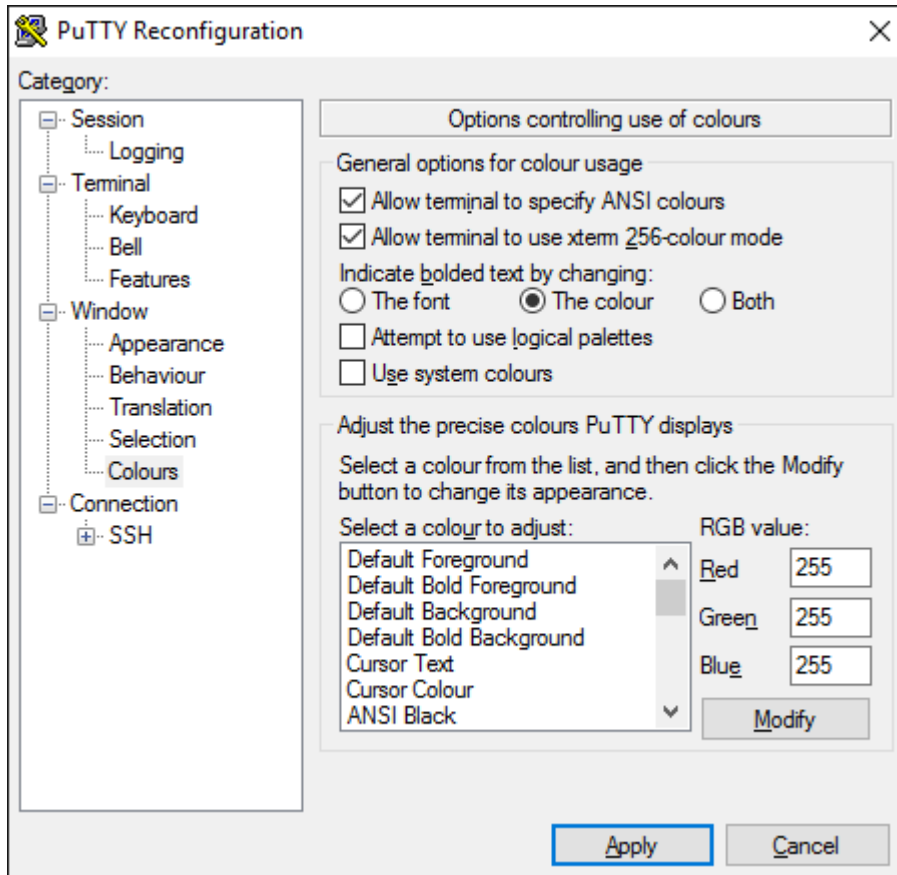 PuTTY Reconfiguration
Category:
Session
Logging
Terminal
Keyboard
Bell
Features
Window
Appearance
Behaviour
Translation
Selection
Colours
Connection
SSH
Options controlling use of colours
General options for colour usage
Allow terminal to specify ANSI colours
Allow terminal to use xterm 256-colour mode
Indicate bolded text by changing:
The font The colour Both
Attempt to use logical palettes
Use system colours
Adjust the precise colours PuTTY displays
Select a colour from the list, and then click the Modify
button to change its appearance.
Select a colour to adjust: RGB value:
Default Foreground
Default Bold Foreground
Default Background
Default Bold Background
Cursor Text
Cursor Colour
ANSI Black
Red 255
Green 255
Blue 255
Modify
Apply Cancel